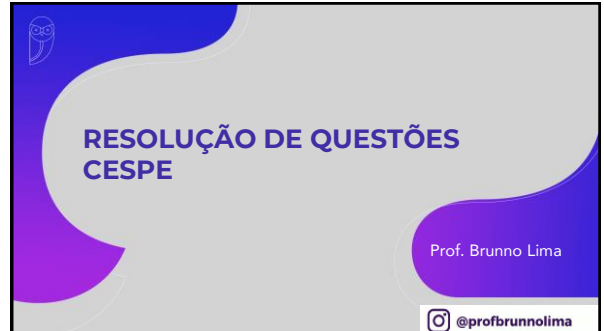 RESOLUÇÃO DE QUESTÕES
CESPE
Prof. Brunno Lima
@profbrunnolima